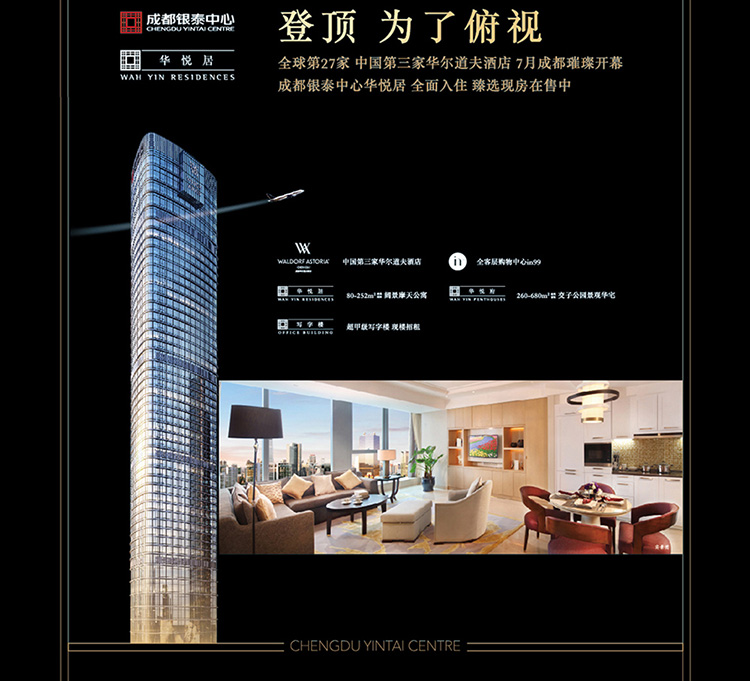 成都银泰中心
CHENGDU YINTAI CENTRE
华悦居
WAH YIN RESIDENCES
登顶 为了俯视
全球第27家 中国第三家华尔道夫酒店 7月成都璀璨开幕
成都银泰中心华悦居 全面入住 臻选现房在售中
WALDORF ASTORIA
中国第三家华尔道夫酒店
in
全客层购物中心in99
华悦居
WAH YIN RESIDENCES
80-252m² 阔景摩天公寓
华悦府
WAH YIN PENTHOUSES
260-680m² 交子公园景观华宅
写字楼
OFFICE BUILDING
超甲级写字楼 现楼招租
CHENGDU YINTAI CENTRE